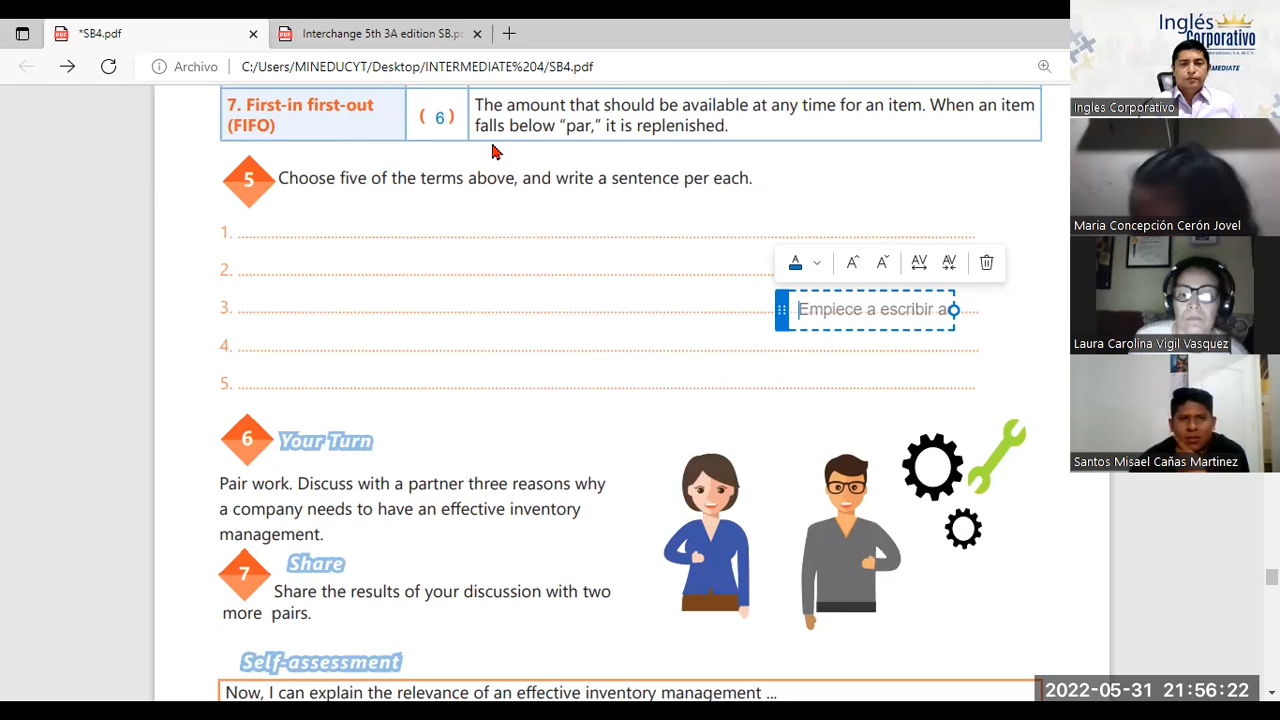 *SB4.pdf
Interchange 5th 3A edition SB.pc
Archivo
C:/Users/MINEDUCYT/Desktop/INTERMEDIATE%204/SB4.pdf
7. First-in first-out (FIFO)
( 6 )
The amount that should be available at any time for an item. When an item
falls below “par,” it is replenished.
5
Choose five of the terms above, and write a sentence per each.
1.
2.
3.
Empiece a escribir a
4.
5.
6
Your Turn
Pair work. Discuss with a partner three reasons why
a company needs to have an effective inventory
management.
7
Share
Share the results of your discussion with two
more pairs.
Self-assessment
Now, I can explain the relevance of an effective inventory management ...
Inglés
Corporativo
Ingles Corporativo
Maria Concepción Cerón Jovel
Laura Carolina Vigil Vasquez
Santos Misael Cañas Martinez
2022-05-31 21:56:22